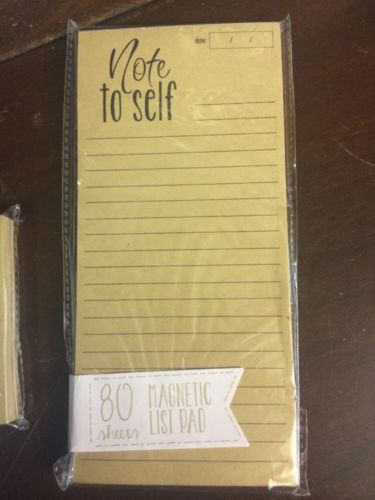 Note
to self
DATE: / /
80
sheets
MAGNETIC
LIST PAD